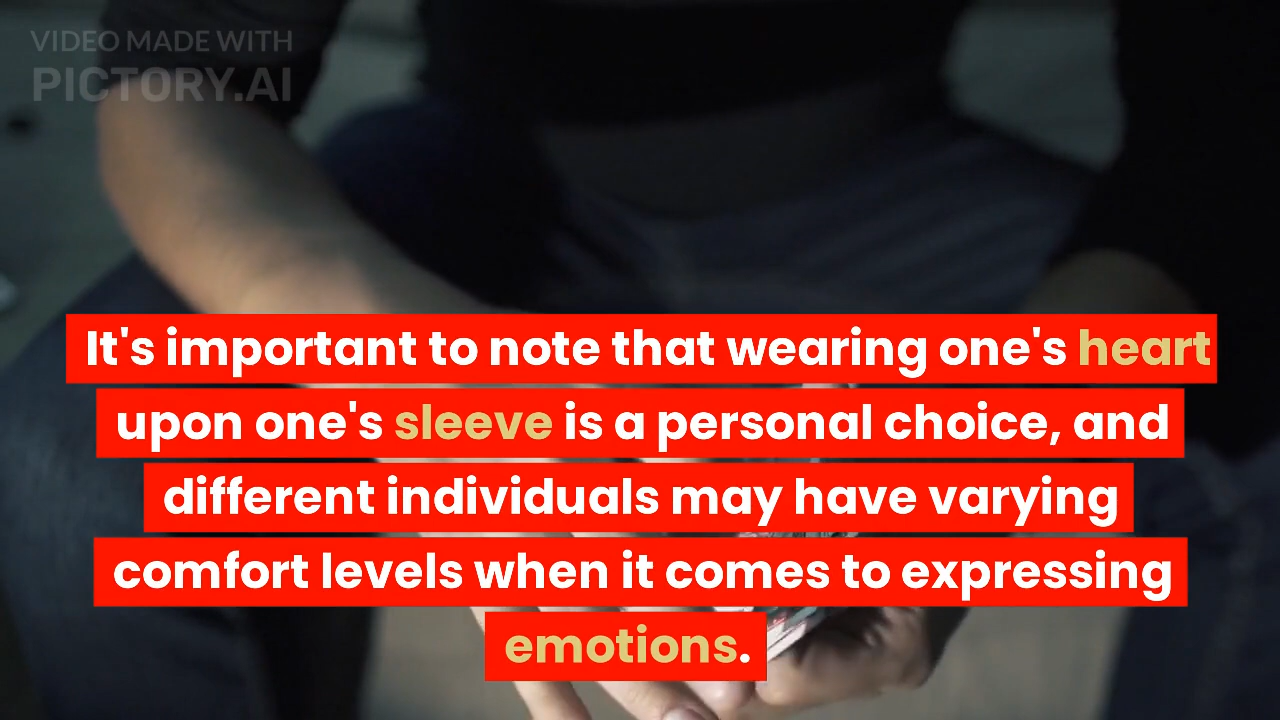 VIDEO MADE WITH
PICTORY.AI
It's important to note that wearing one's heart
upon one's sleeve is a personal choice, and
different individuals may have varying
comfort levels when it comes to expressing
emotions.